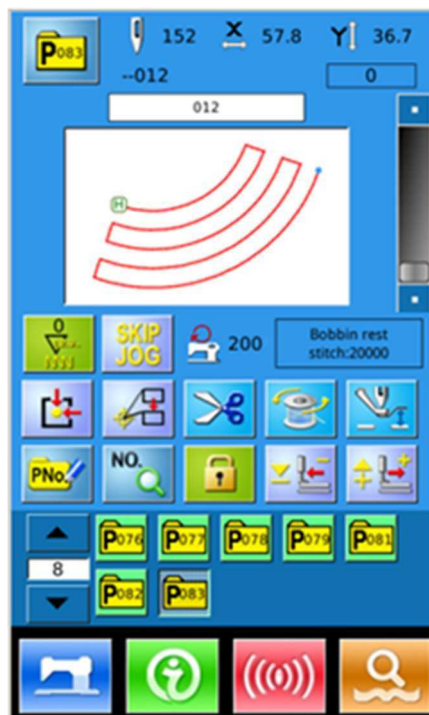 P083 152 X 57.8 Y 36.7
--012 0
012
H
0 SKIP JOG 200 Bobbin rest stitch:20000
PNo. NO.
P076 P077 P078 P079 P081
8
P082 P083